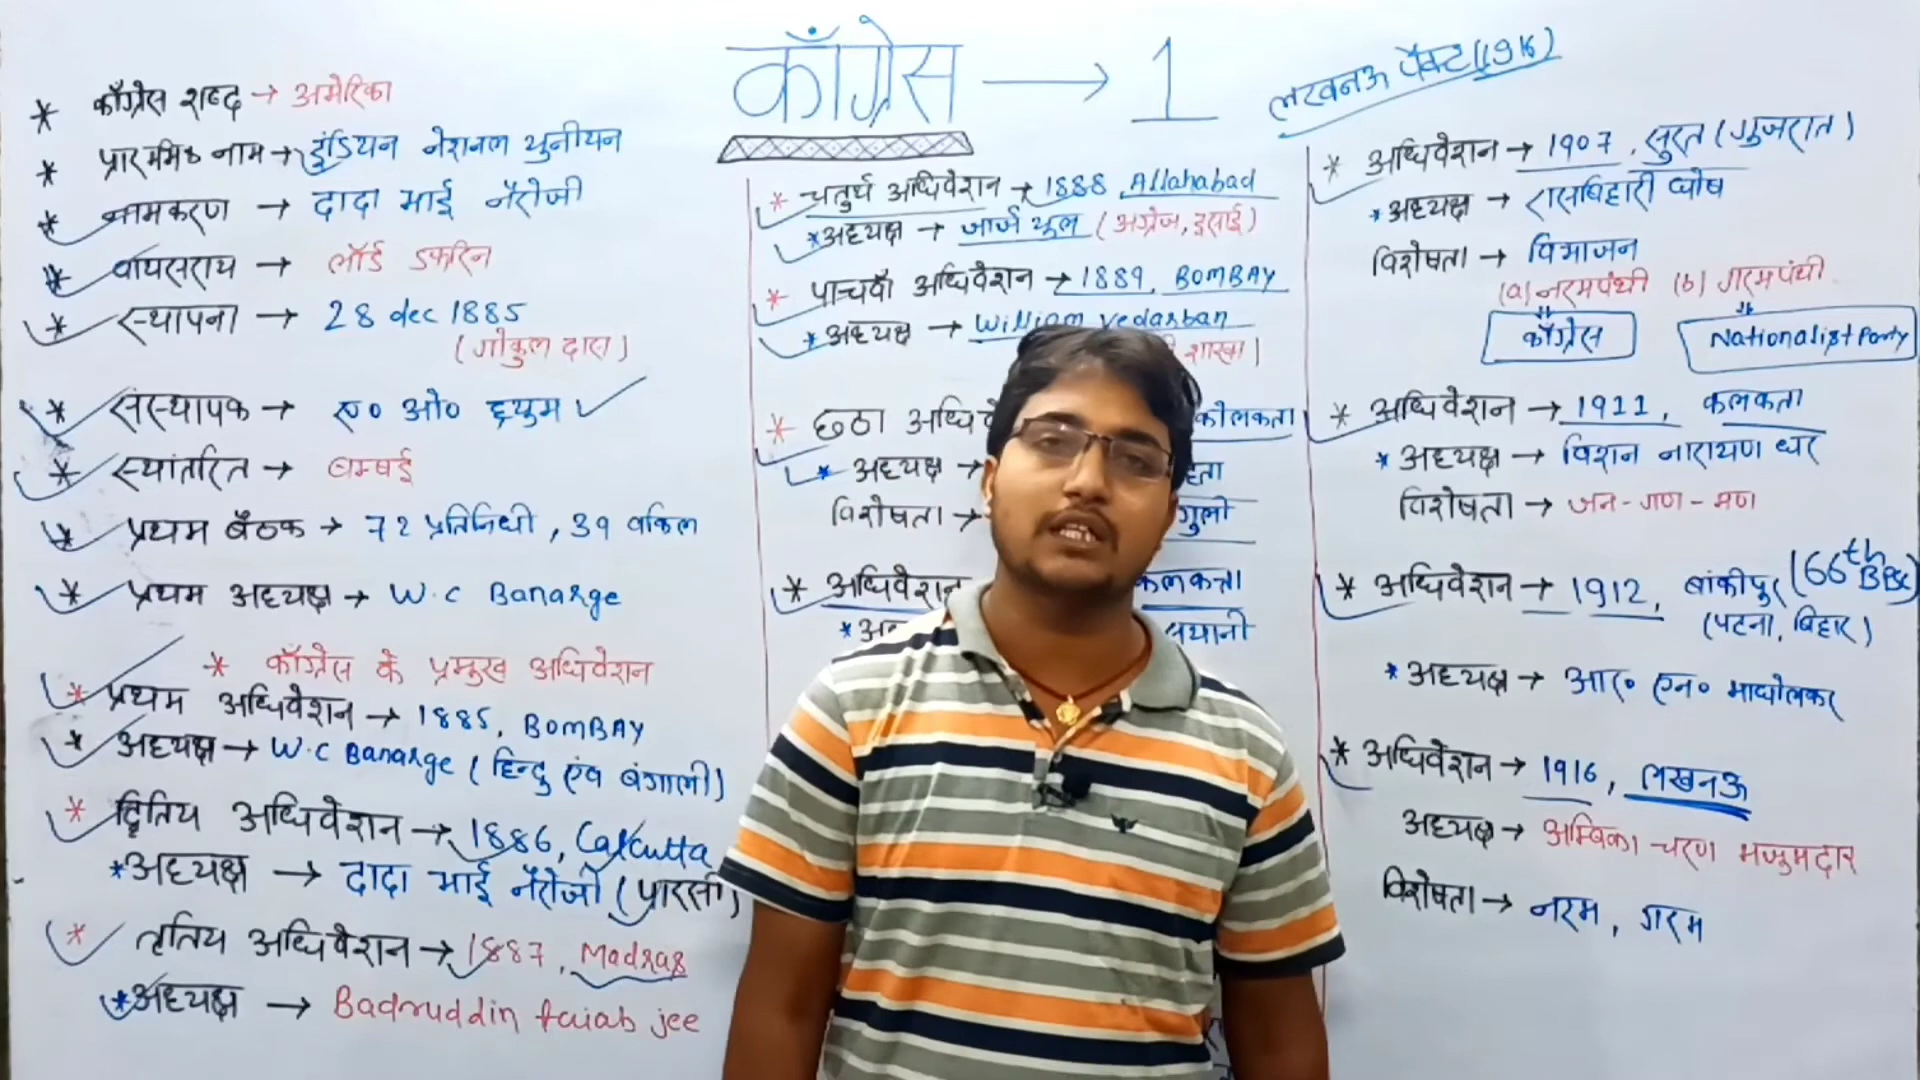 काँग्रेस → 1
* काँग्रेस शब्द → अमेरिका
* प्रारम्भिक नाम → इंडियन नेशनल युनीयन
* नामकरण → दादा भाई नैरोजी
* वायसराय → लॉर्ड डफरिन
* स्थापना → 28 dec 1885
(गोकुल दास)
* संस्थापक → ए० ओ० ह्युम
* स्थांतरित → बम्बई
* प्रथम बैठक → 72 प्रतिनिधी, 39 वकिल
* प्रथम अध्यक्ष → W.C Banarge
* काँग्रेस के प्रमुख अधिवेशन
* प्रथम अधिवेशन → 1885, BOMBAY
* अध्यक्ष → W.C Banarge (हिन्दु एंव बंगाली)
* द्वितिय अधिवेशन → 1886, Calcutta
* अध्यक्ष → दादा भाई नैरोजी (पारसी)
* तृतिय अधिवेशन → 1887, Madras
* अध्यक्ष → Badruddin taiab jee
* चतुर्थ अधिवेशन → 1888, Allahabad
* अध्यक्ष → जार्ज युल (अंग्रेज, इसाई)
* पाचवाँ अधिवेशन → 1889, BOMBAY
* अध्यक्ष → William vedarban
शाखा)
* छठा कोलकता
* अध्यक्ष →
विशेषता → गुली
* अधिवेशन कलकत्ता
* सयानी
लखनऊ पैक्ट (1916)
* अधिवेशन → 1907, सुरत (गुजरात)
* अध्यक्ष → रासबिहारी घोष
विशेषता → विभाजन
(a) नरमपंथी (b) गरमपंथी
काँग्रेस Nationalist Party
* अधिवेशन → 1911, कलकता
* अध्यक्ष → विशन नारायण धर
विशेषता → जन-गण-मण
* अधिवेशन → 1912, बांकीपुर (66th BPSC)
(पटना, बिहार)
* अध्यक्ष → आर० एन० माधोलकर
* अधिवेशन → 1916, लखनऊ
अध्यक्ष → अम्बिका चरण मजुमदार
विशेषता → नरम, गरम